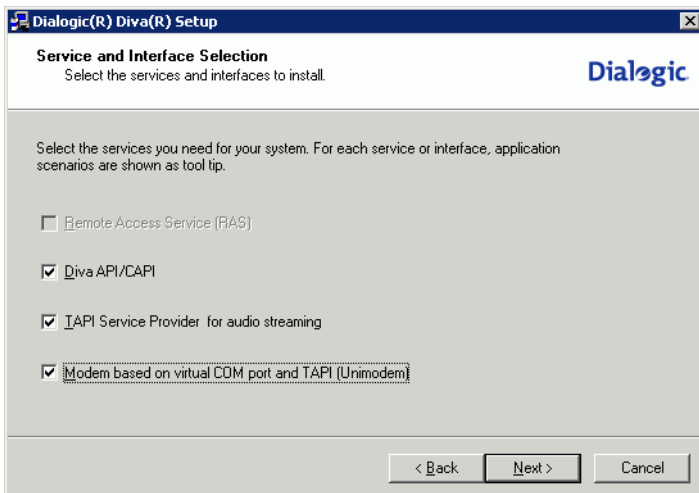 Dialogic(R) Diva(R) Setup
Service and Interface Selection
Select the services and interfaces to install.
Dialogic
Select the services you need for your system. For each service or interface, application
scenarios are shown as tool tip.
Remote Access Service (RAS)
Diva API/CAPI
TAPI Service Provider for audio streaming
Modem based on virtual COM port and TAPI (Unimodem)
< Back
Next >
Cancel